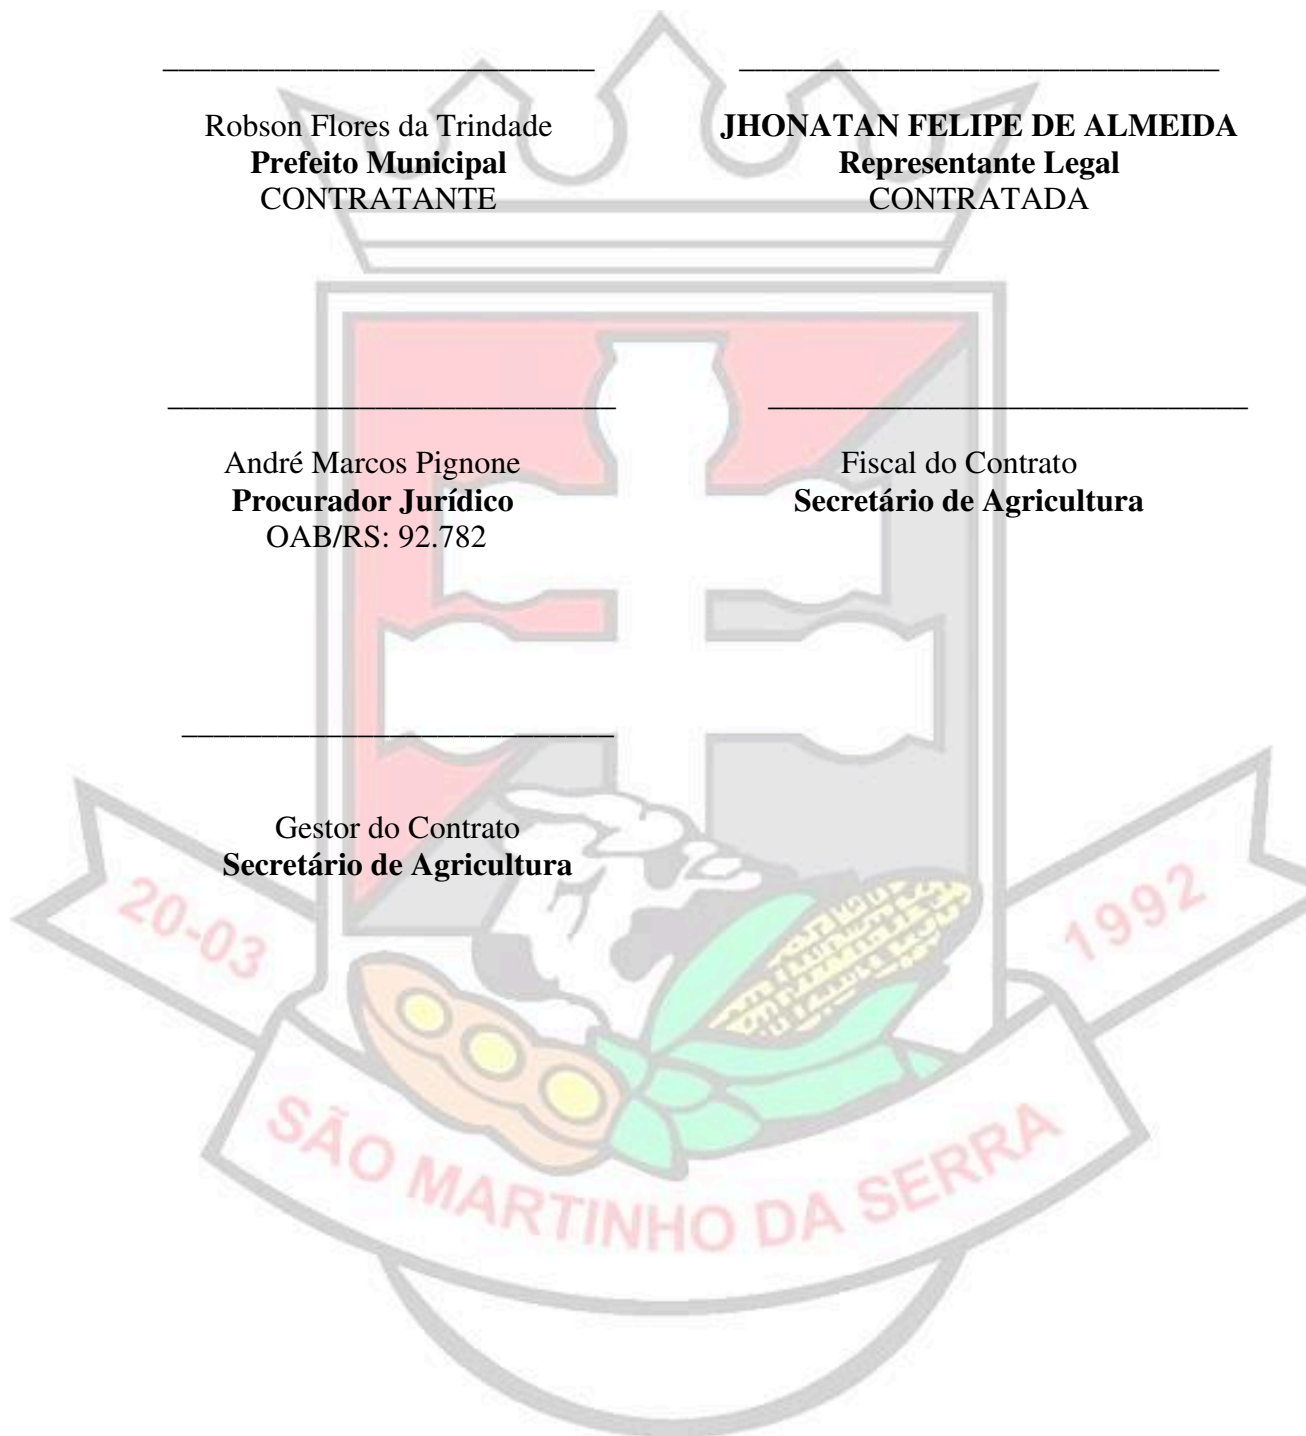 Robson Flores da Trindade
Prefeito Municipal
CONTRATANTE
JHONATAN FELIPE DE ALMEIDA
Representante Legal
CONTRATADA
André Marcos Pignone
Procurador Jurídico
OAB/RS: 92.782
Fiscal do Contrato
Secretário de Agricultura
Gestor do Contrato
Secretário de Agricultura
20-03
1992
SÃO MARTINHO DA SERRA